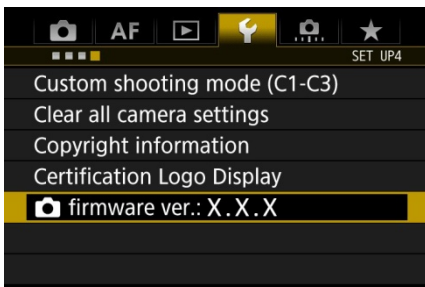 AF
SET UP4
Custom shooting mode (C1-C3)
Clear all camera settings
Copyright information
Certification Logo Display
firmware ver.: X.X.X